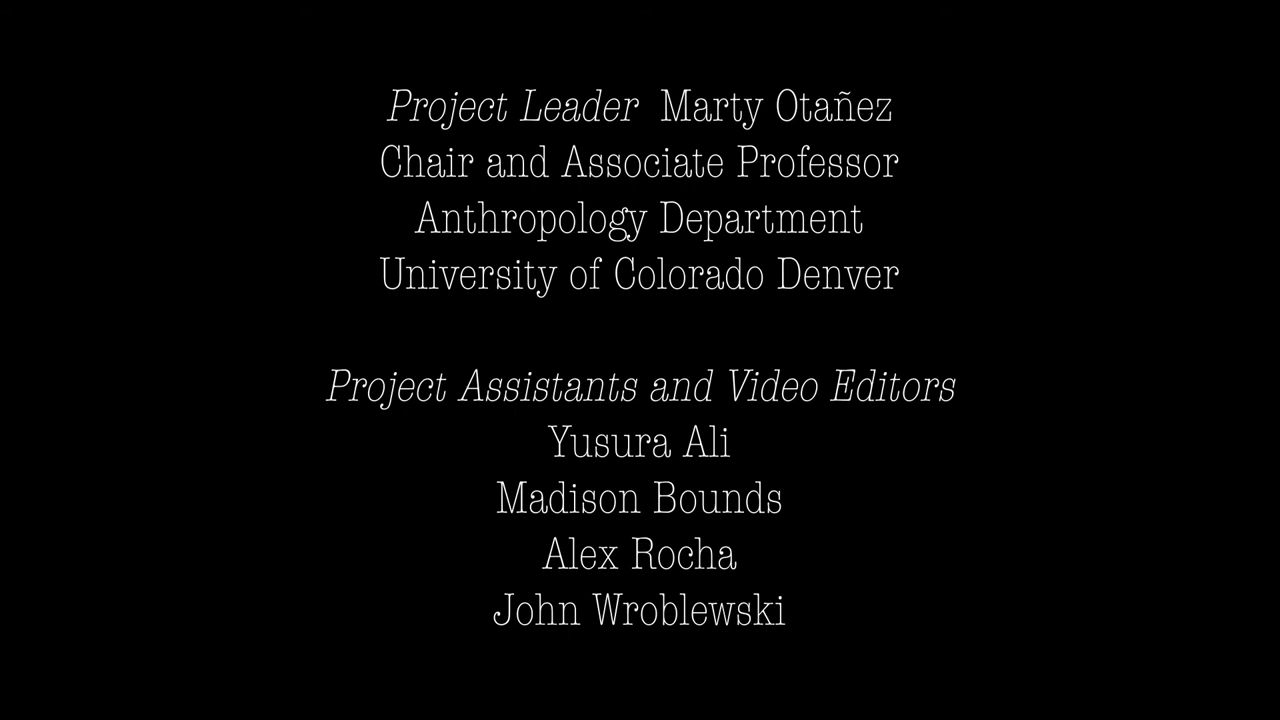 Project Leader  Marty Otañez
Chair and Associate Professor
Anthropology Department
University of Colorado Denver
Project Assistants and Video Editors
Yusura Ali
Madison Bounds
Alex Rocha
John Wroblewski